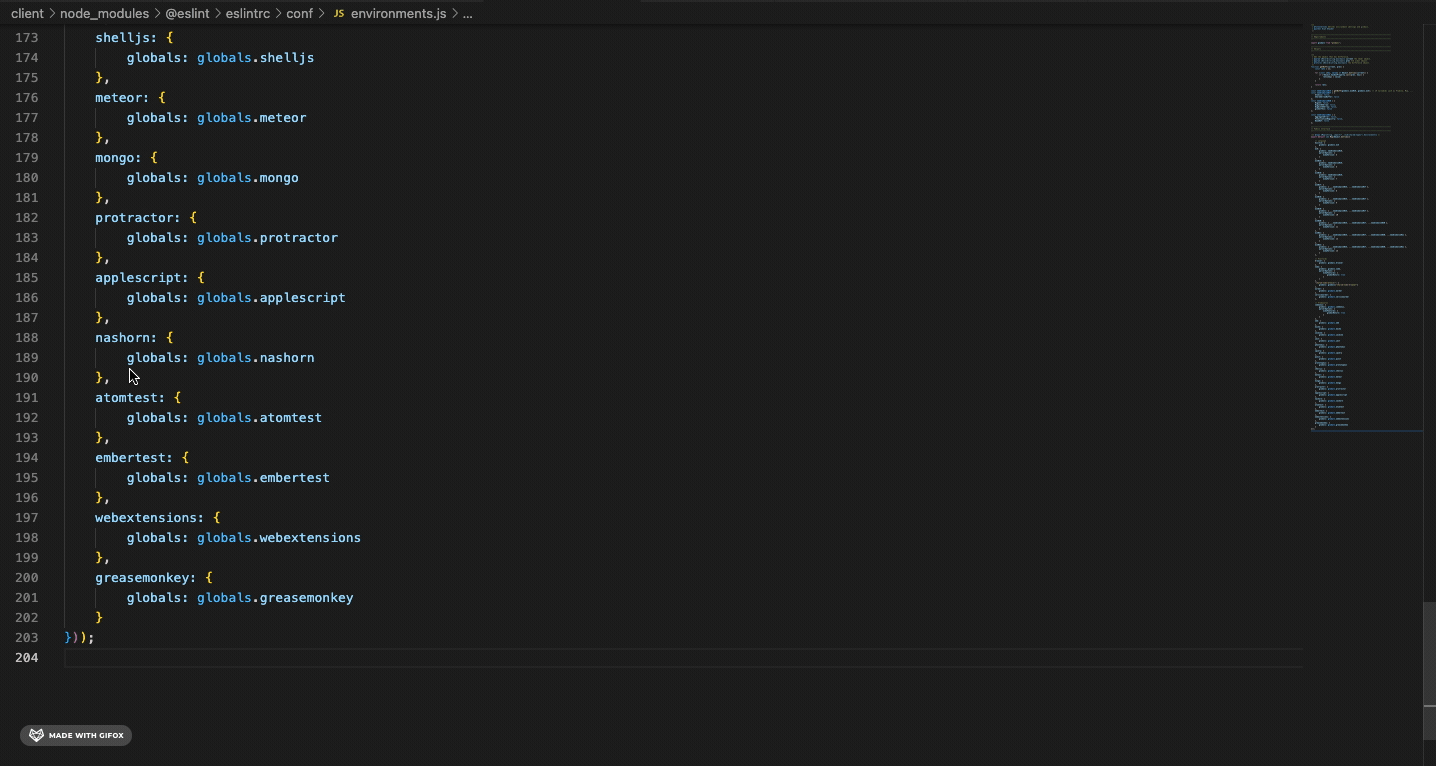 client > node_modules > @eslint > eslintrc > conf > JS environments.js > ...
173 shelljs: {
174 globals: globals.shelljs
175 },
176 meteor: {
177 globals: globals.meteor
178 },
179 mongo: {
180 globals: globals.mongo
181 },
182 protractor: {
183 globals: globals.protractor
184 },
185 applescript: {
186 globals: globals.applescript
187 },
188 nashorn: {
189 globals: globals.nashorn
190 },
191 atomtest: {
192 globals: globals.atomtest
193 },
194 embertest: {
195 globals: globals.embertest
196 },
197 webextensions: {
198 globals: globals.webextensions
199 },
200 greasemonkey: {
201 globals: globals.greasemonkey
202 }
203 }));
204
MADE WITH GIFOX